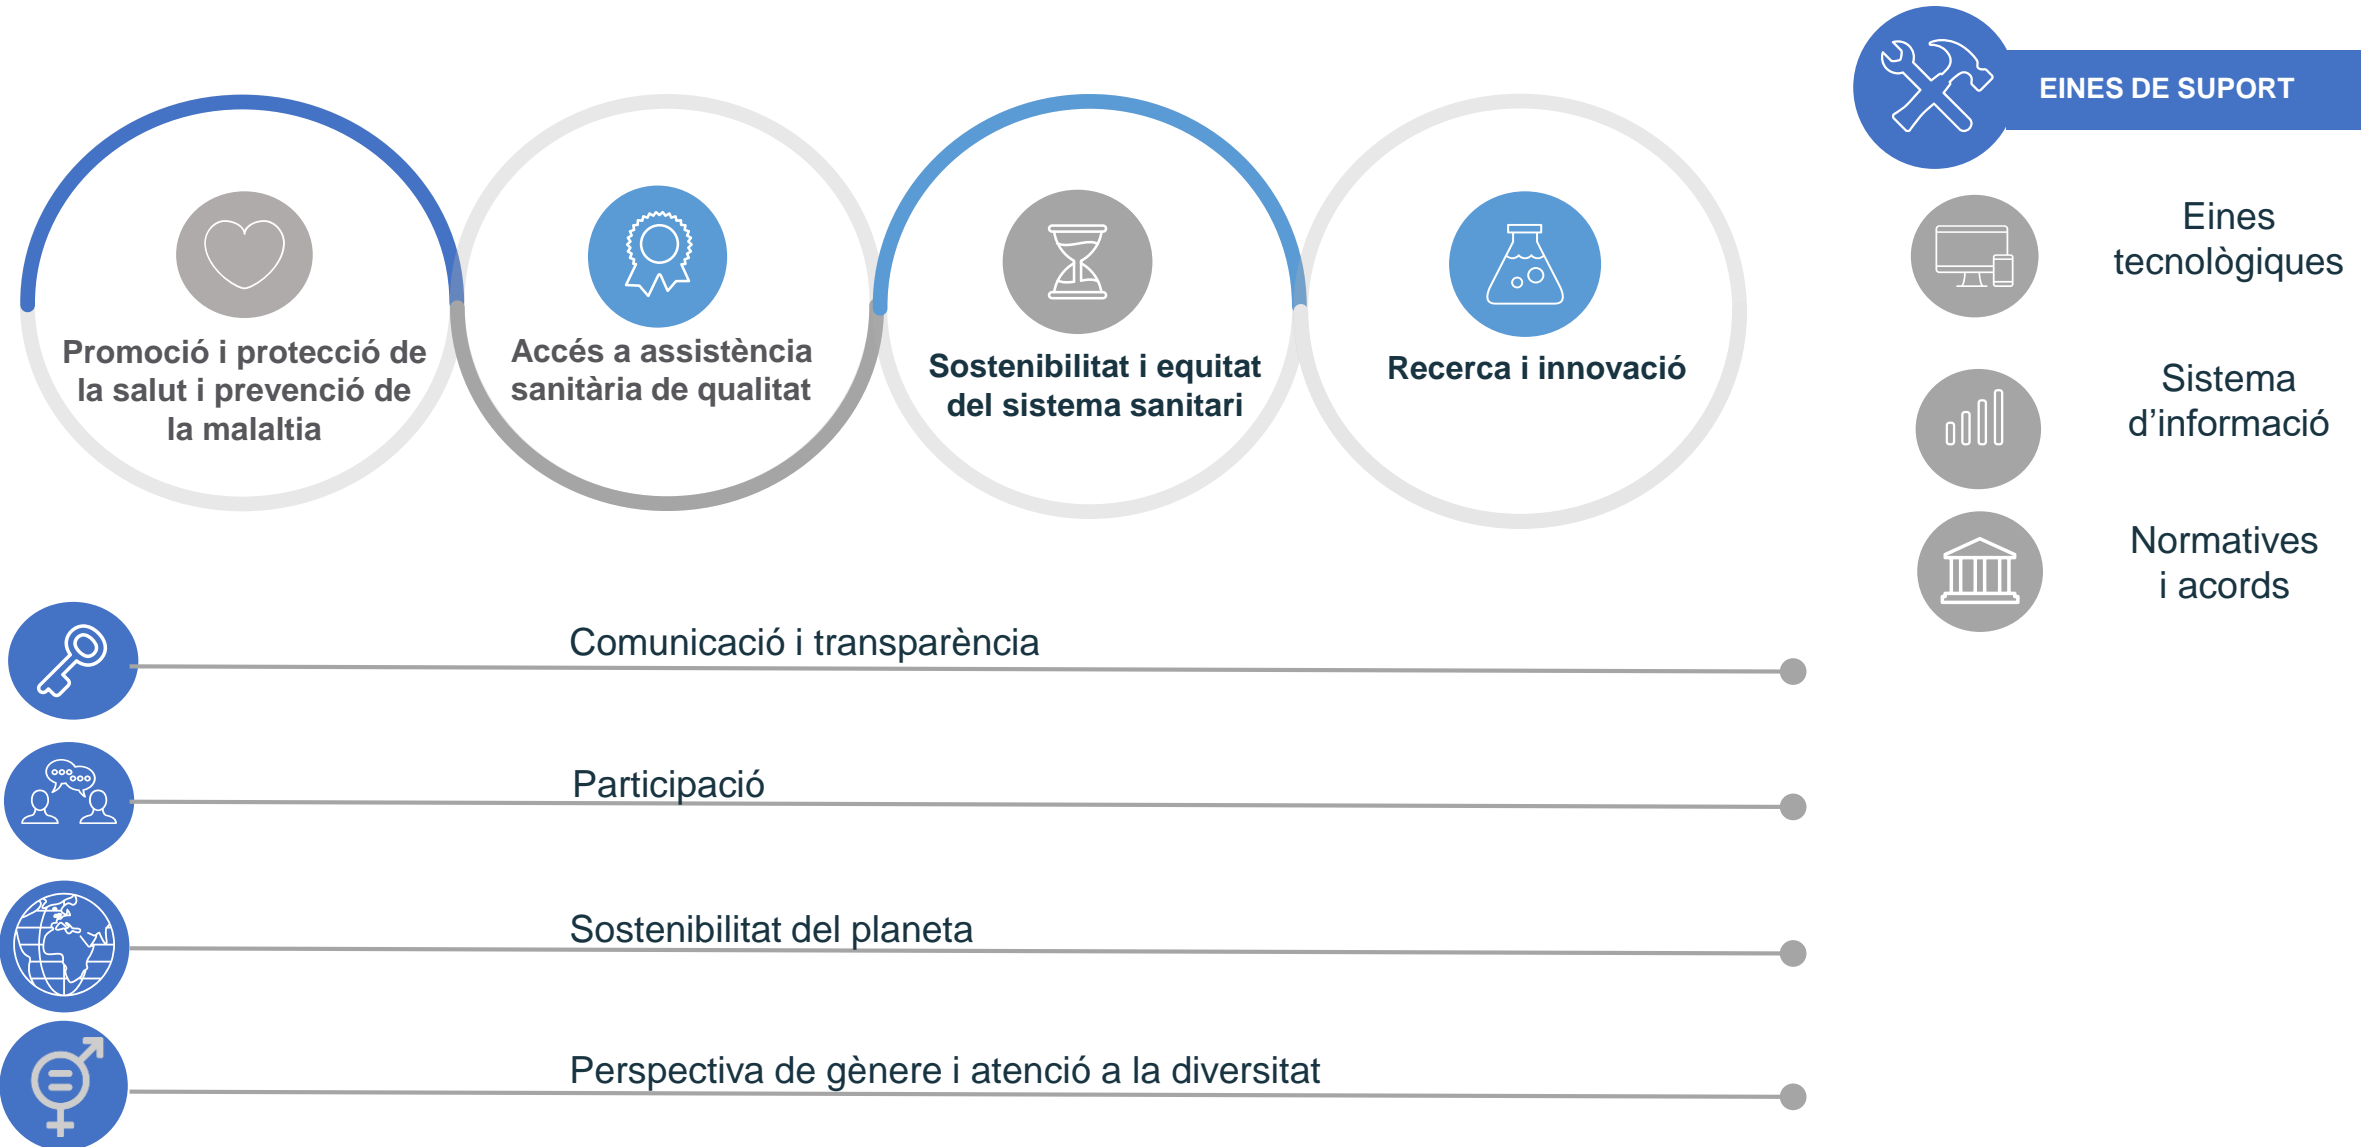 Promoció i protecció de
la salut i prevenció de
la malaltia
Accés a assistència
sanitària de qualitat
Sostenibilitat i equitat
del sistema sanitari
Recerca i innovació
EINES DE SUPORT
Eines
tecnològiques
Sistema
d’informació
Normatives
i acords
Comunicació i transparència
Participació
Sostenibilitat del planeta
Perspectiva de gènere i atenció a la diversitat